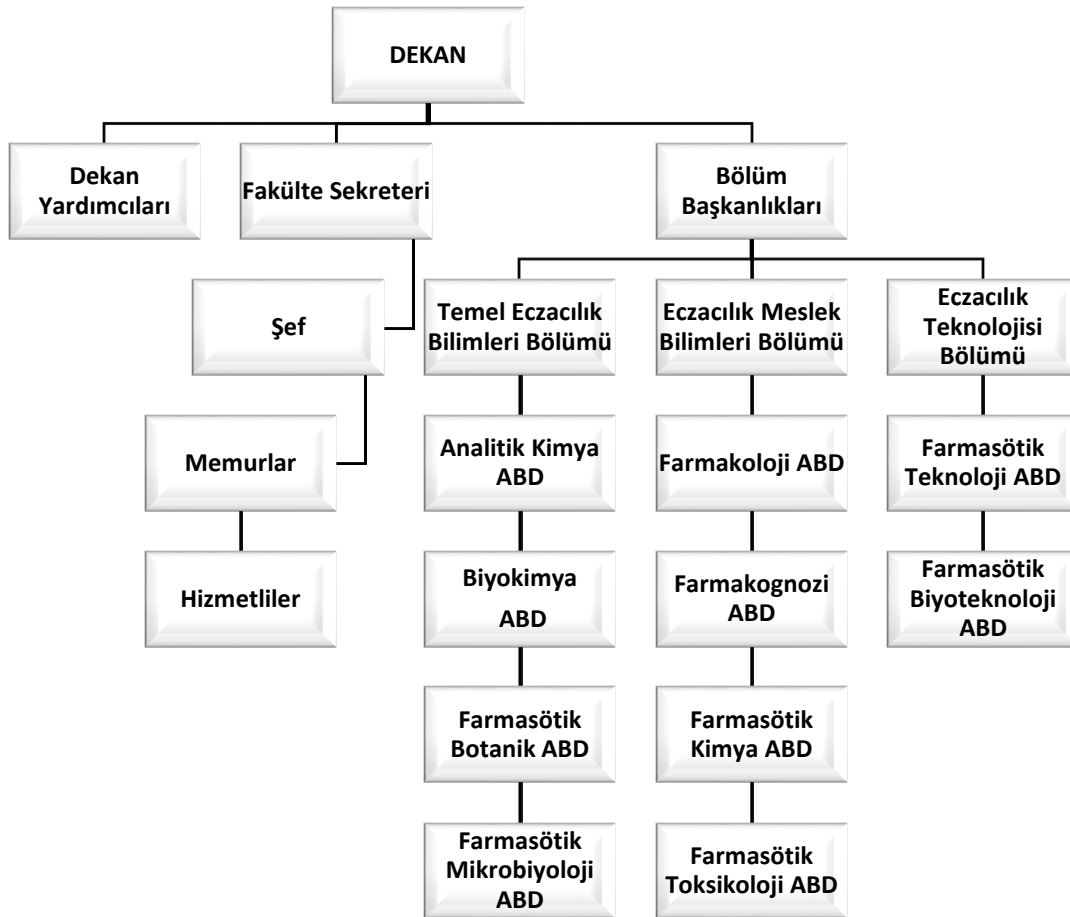 DEKAN
Dekan
Yardımcıları
Fakülte Sekreteri
Bölüm
Başkanlıkları
Şef
Temel Eczacılık
Bilimleri Bölümü
Eczacılık Meslek
Bilimleri Bölümü
Eczacılık
Teknolojisi
Bölümü
Memurlar
Analitik Kimya
ABD
Farmakoloji ABD
Farmasötik
Teknoloji ABD
Hizmetliler
Biyokimya
ABD
Farmakognozi
ABD
Farmasötik
Biyoteknoloji
ABD
Farmasötik
Botanik ABD
Farmasötik
Kimya ABD
Farmasötik
Mikrobiyoloji
ABD
Farmasötik
Toksikoloji ABD